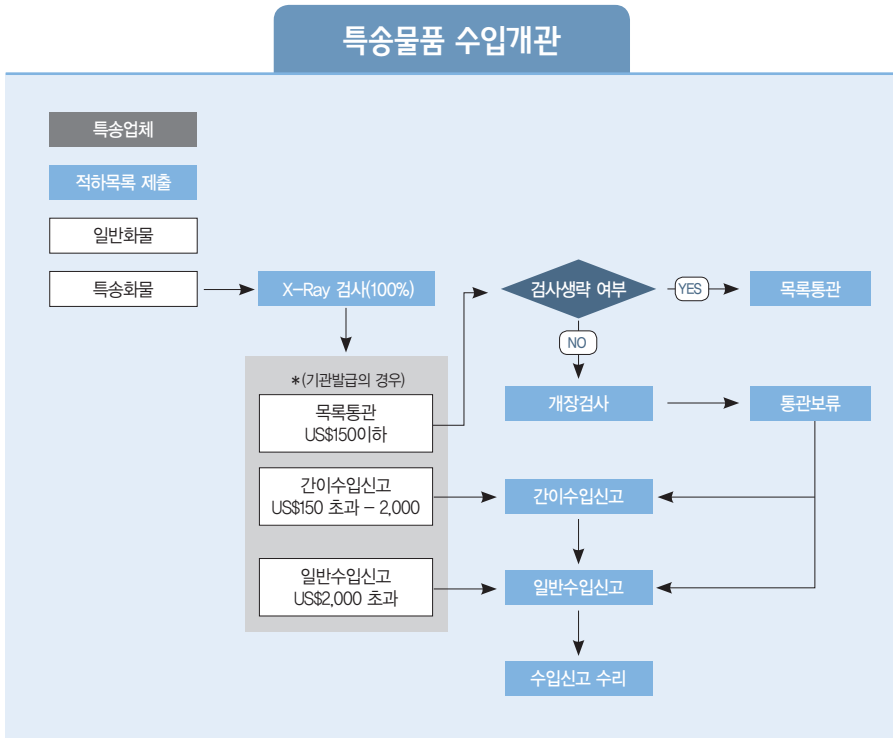 특송물품 수입개관
특송업체
적하목록 제출
일반화물
특송화물
X-Ray 검사(100%)
검사생략 여부
YES
목록통관
NO
*(기관발급의 경우)
목록통관
US$150이하
개장검사
통관보류
간이수입신고
US$150 초과 - 2,000
간이수입신고
일반수입신고
US$2,000 초과
일반수입신고
수입신고 수리